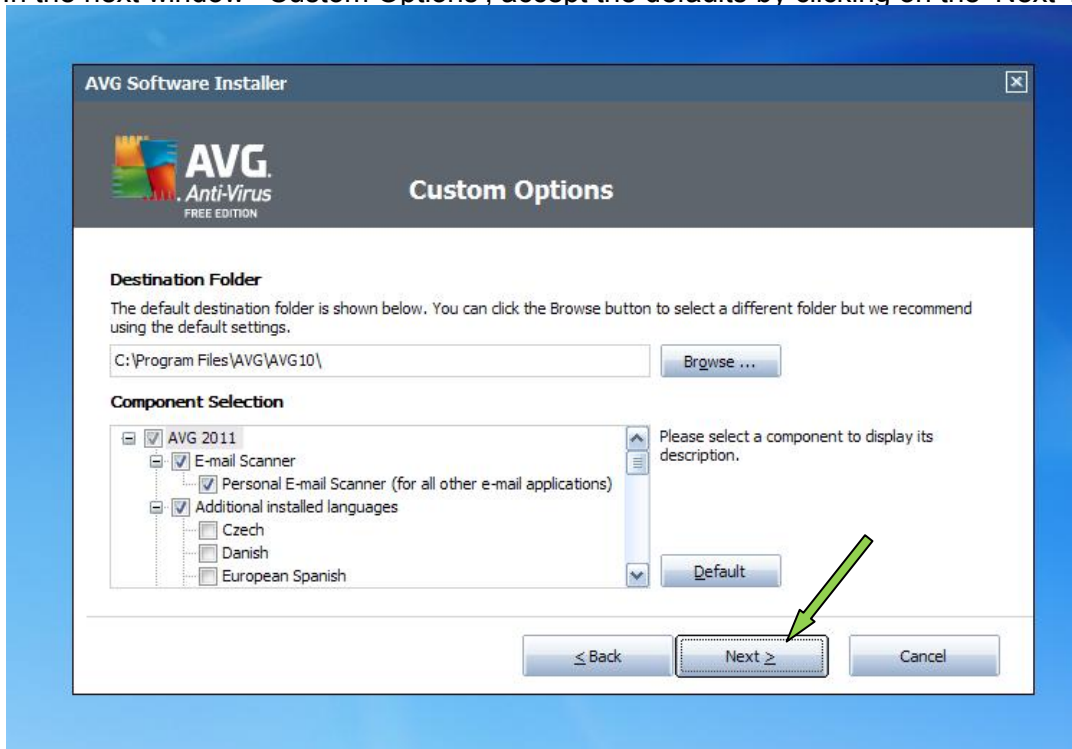 in the next window "Custom Options", accept the defaults by clicking on the 'Next'
AVG Software Installer
AVG.
Anti-Virus
FREE EDITION
Custom Options
Destination Folder
The default destination folder is shown below. You can click the Browse button to select a different folder but we recommend
using the default settings.
C:\Program Files\AVG\AVG10\
Browse ...
Component Selection
AVG 2011
E-mail Scanner
Personal E-mail Scanner (for all other e-mail applications)
Additional installed languages
Czech
Danish
European Spanish
Please select a component to display its
description.
Default
< Back
Next >
Cancel